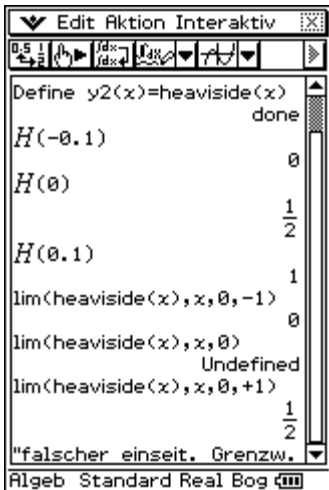 Edit Aktion Interaktiv
Define y2(x)=heaviside(x)
done
H(-0.1)
0
H(0)
1/2
H(0.1)
1
lim(heaviside(x),x,0,-1)
0
lim(heaviside(x),x,0)
Undefined
lim(heaviside(x),x,0,+1)
1/2
"falscher einseit. Grenzw.
Algeb Standard Real Bog